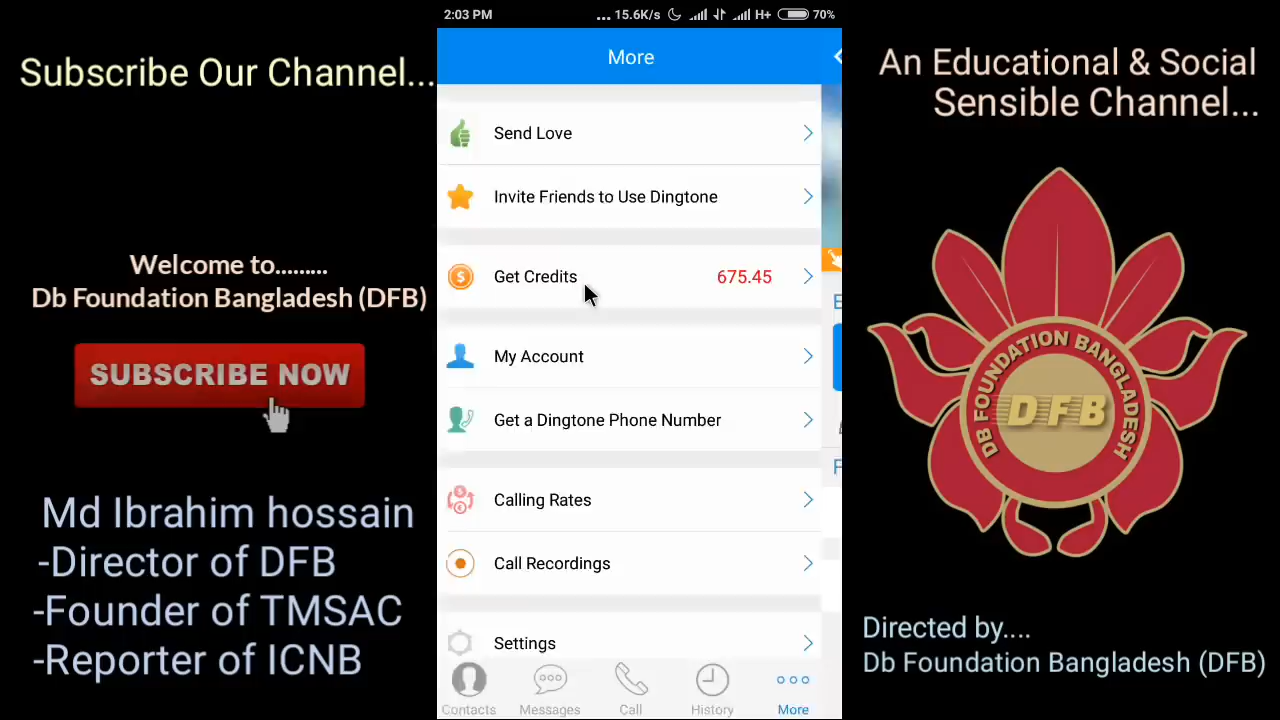 Subscribe Our Channel...
Welcome to.........
Db Foundation Bangladesh (DFB)
SUBSCRIBE NOW
Md Ibrahim hossain
-Director of DFB
-Founder of TMSAC
-Reporter of ICNB
2:03 PM
... 15.6K/s H+ 70%
More
Send Love
Invite Friends to Use Dingtone
Get Credits 675.45
My Account
Get a Dingtone Phone Number
Calling Rates
Call Recordings
Settings
Contacts Messages Call History More
An Educational & Social
Sensible Channel...
DB FOUNDATION BANGLADESH
DFB
Directed by....
Db Foundation Bangladesh (DFB)